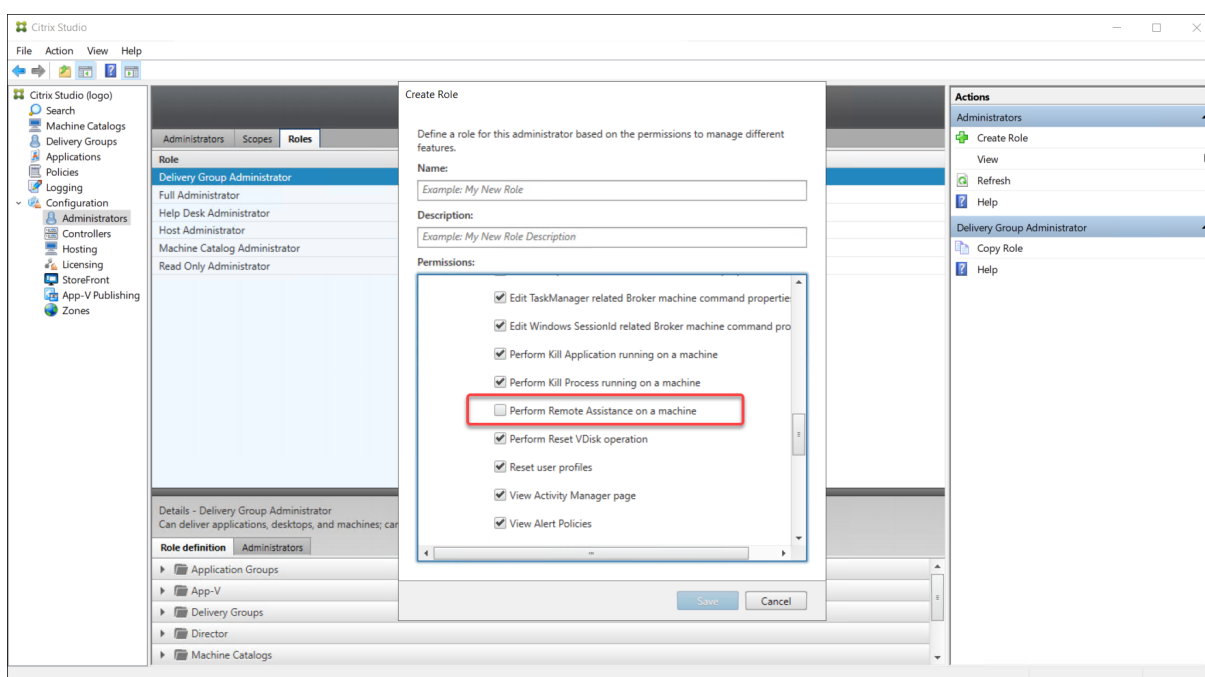 Citrix Studio
File Action View Help
Citrix Studio (logo)
Search
Machine Catalogs
Delivery Groups
Applications
Policies
Logging
Configuration
Administrators
Controllers
Hosting
Licensing
StoreFront
App-V Publishing
Zones
Administrators Scopes Roles
Role
Delivery Group Administrator
Full Administrator
Help Desk Administrator
Host Administrator
Machine Catalog Administrator
Read Only Administrator
Details - Delivery Group Administrator
Can deliver applications, desktops, and machines; car
Role definition Administrators
Application Groups
App-V
Delivery Groups
Director
Machine Catalogs
Create Role
Define a role for this administrator based on the permissions to manage different
features.
Name:
Example: My New Role
Description:
Example: My New Role Description
Permissions:
Edit TaskManager related Broker machine command propertie
Edit Windows SessionId related Broker machine command pro
Perform Kill Application running on a machine
Perform Kill Process running on a machine
Perform Remote Assistance on a machine
Perform Reset VDisk operation
Reset user profiles
View Activity Manager page
View Alert Policies
Save Cancel
Actions
Administrators
Create Role
View
Refresh
Help
Delivery Group Administrator
Copy Role
Help